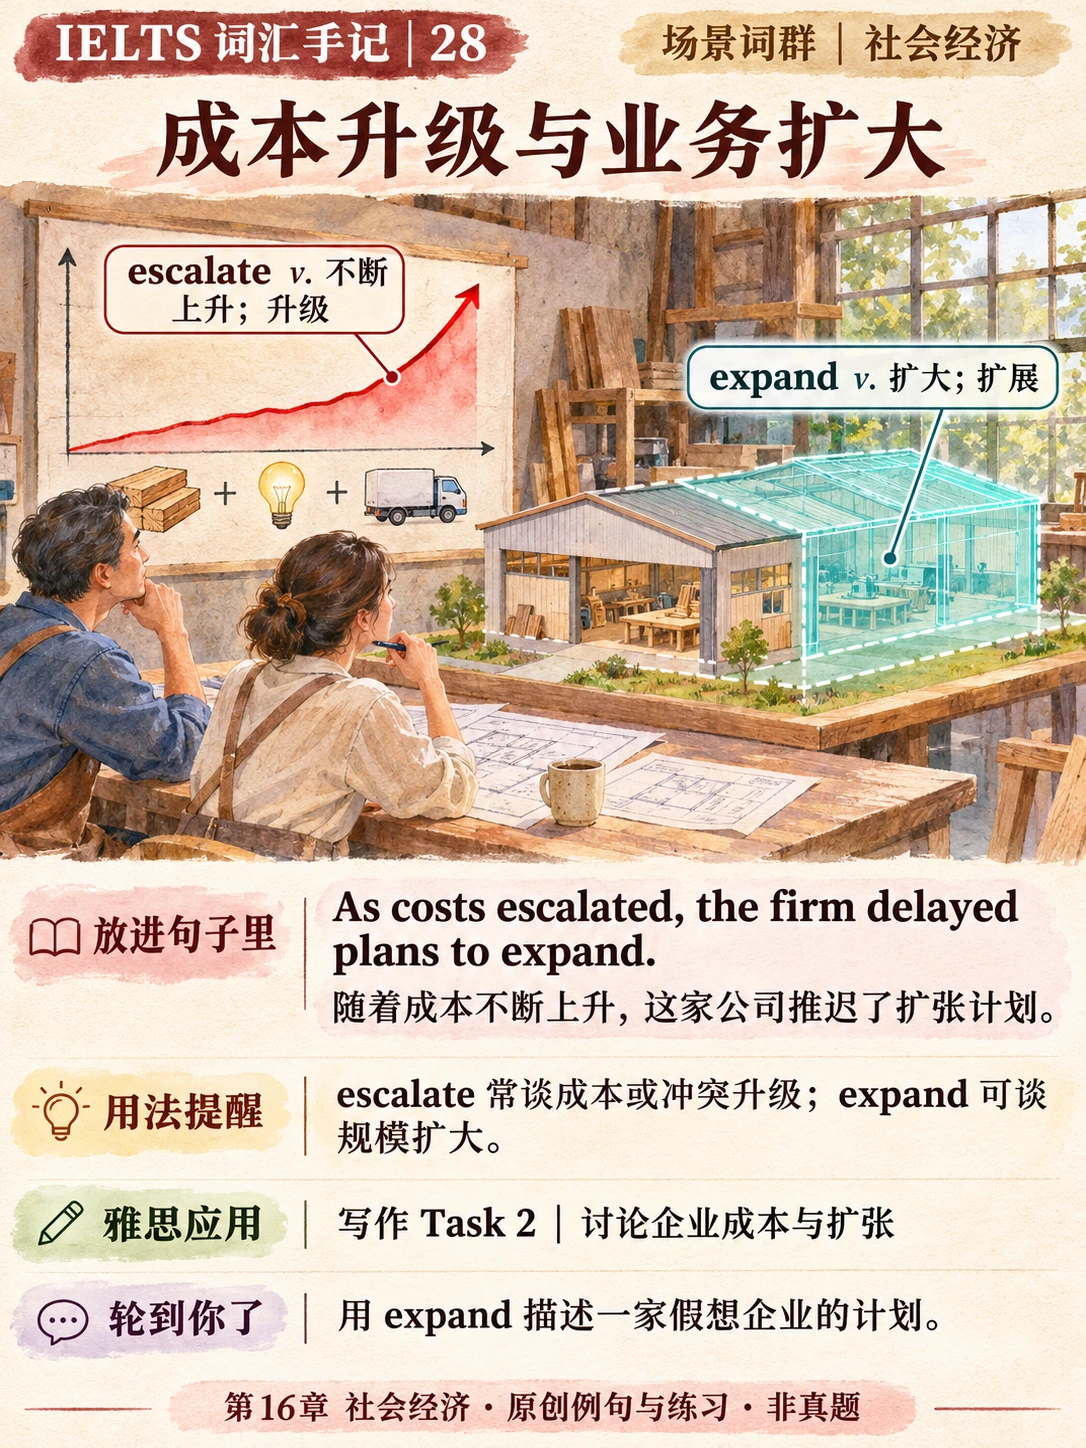 IELTS 词汇手记 | 28
场景词群 | 社会经济
成本升级与业务扩大
escalate v. 不断
上升；升级
expand v. 扩大；扩展
+ +
放进句子里
As costs escalated, the firm delayed
plans to expand.
随着成本不断上升，这家公司推迟了扩张计划。
用法提醒
escalate 常谈成本或冲突升级；expand 可谈
规模扩大。
雅思应用
写作 Task 2 | 讨论企业成本与扩张
轮到你了
用 expand 描述一家假想企业的计划。
第16章 社会经济·原创例句与练习·非真题